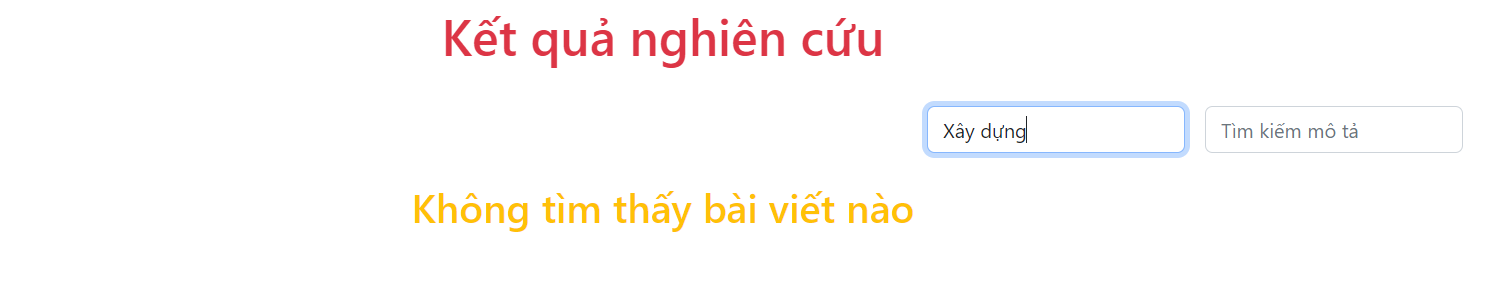 Kết quả nghiên cứu
Xây dựng
Tìm kiếm mô tả
Không tìm thấy bài viết nào